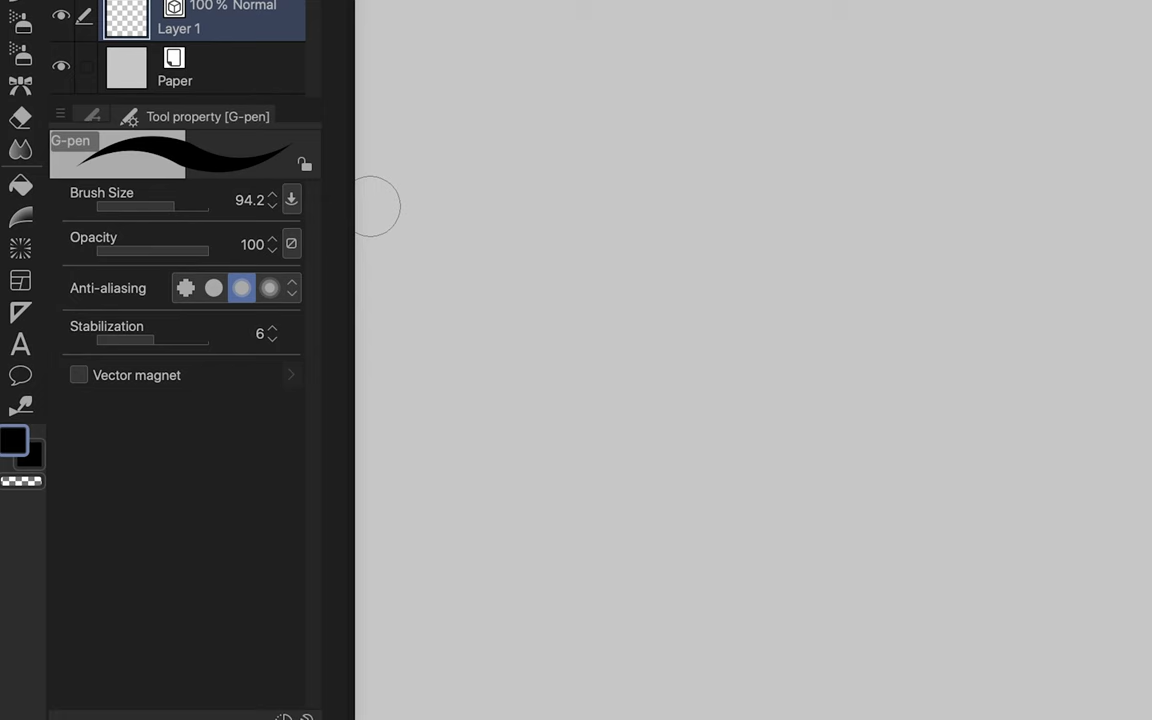 100 % Normal
Layer 1
Paper
Tool property [G-pen]
G-pen
Brush Size 94.2
Opacity 100
Anti-aliasing
Stabilization 6
Vector magnet